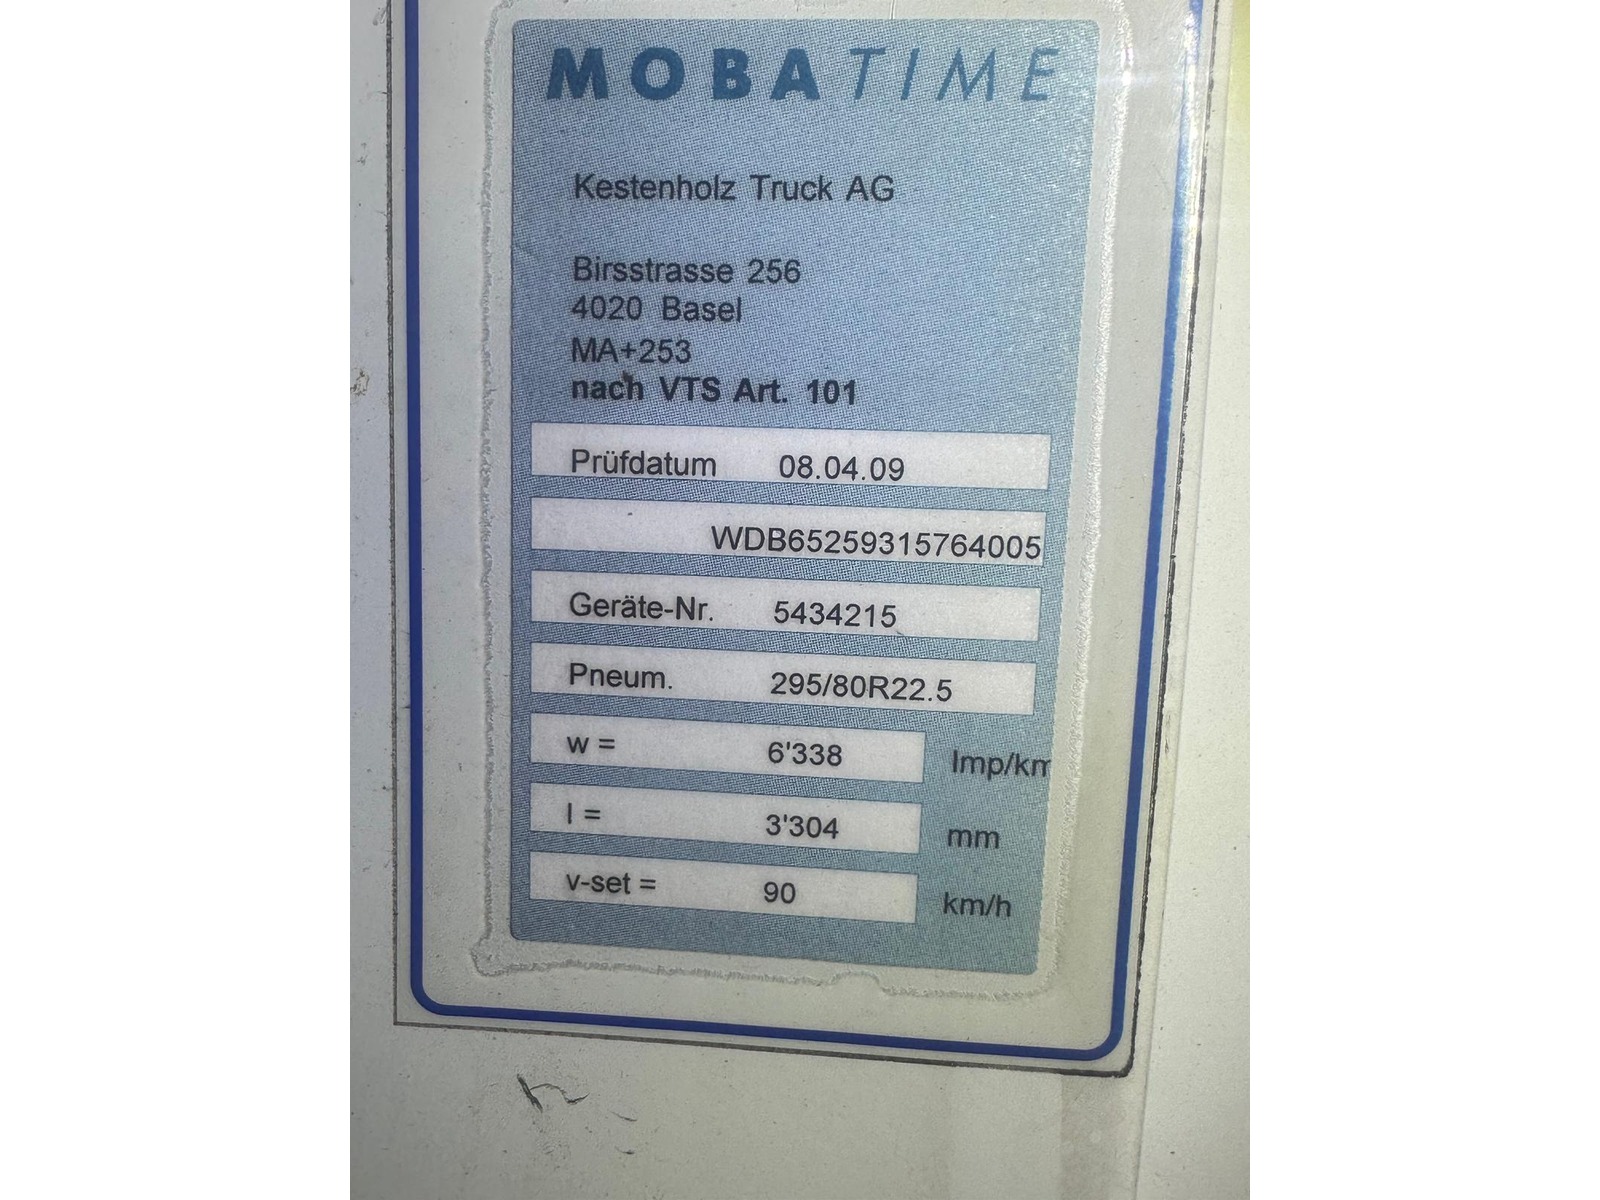 MOBATIME
Kestenholz Truck AG
Birsstrasse 256
4020 Basel
MA+253
nach VTS Art. 101
Prüfdatum 08.04.09
WDB65259315764005
Geräte-Nr. 5434215
Pneum. 295/80R22.5
w = 6'338 Imp/km
l = 3'304 mm
v-set = 90 km/h